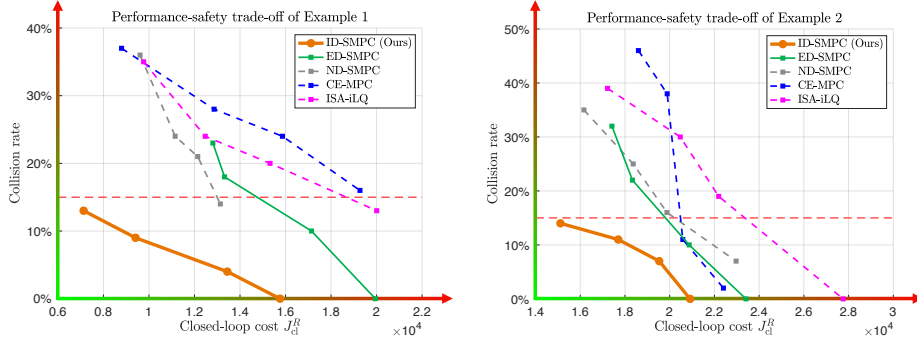 Performance-safety trade-off of Example 1
40%
30%
20%
10%
0%
Collision rate
ID-SMPC (Ours)
ED-SMPC
ND-SMPC
CE-MPC
ISA-iLQ
0.6 0.8 1 1.2 1.4 1.6 1.8 2 2.2
Closed-loop cost J_cl^R
×10^4
Performance-safety trade-off of Example 2
50%
40%
30%
20%
10%
0%
Collision rate
ID-SMPC (Ours)
ED-SMPC
ND-SMPC
CE-MPC
ISA-iLQ
1.4 1.6 1.8 2 2.2 2.4 2.6 2.8 3
Closed-loop cost J_cl^R
×10^4